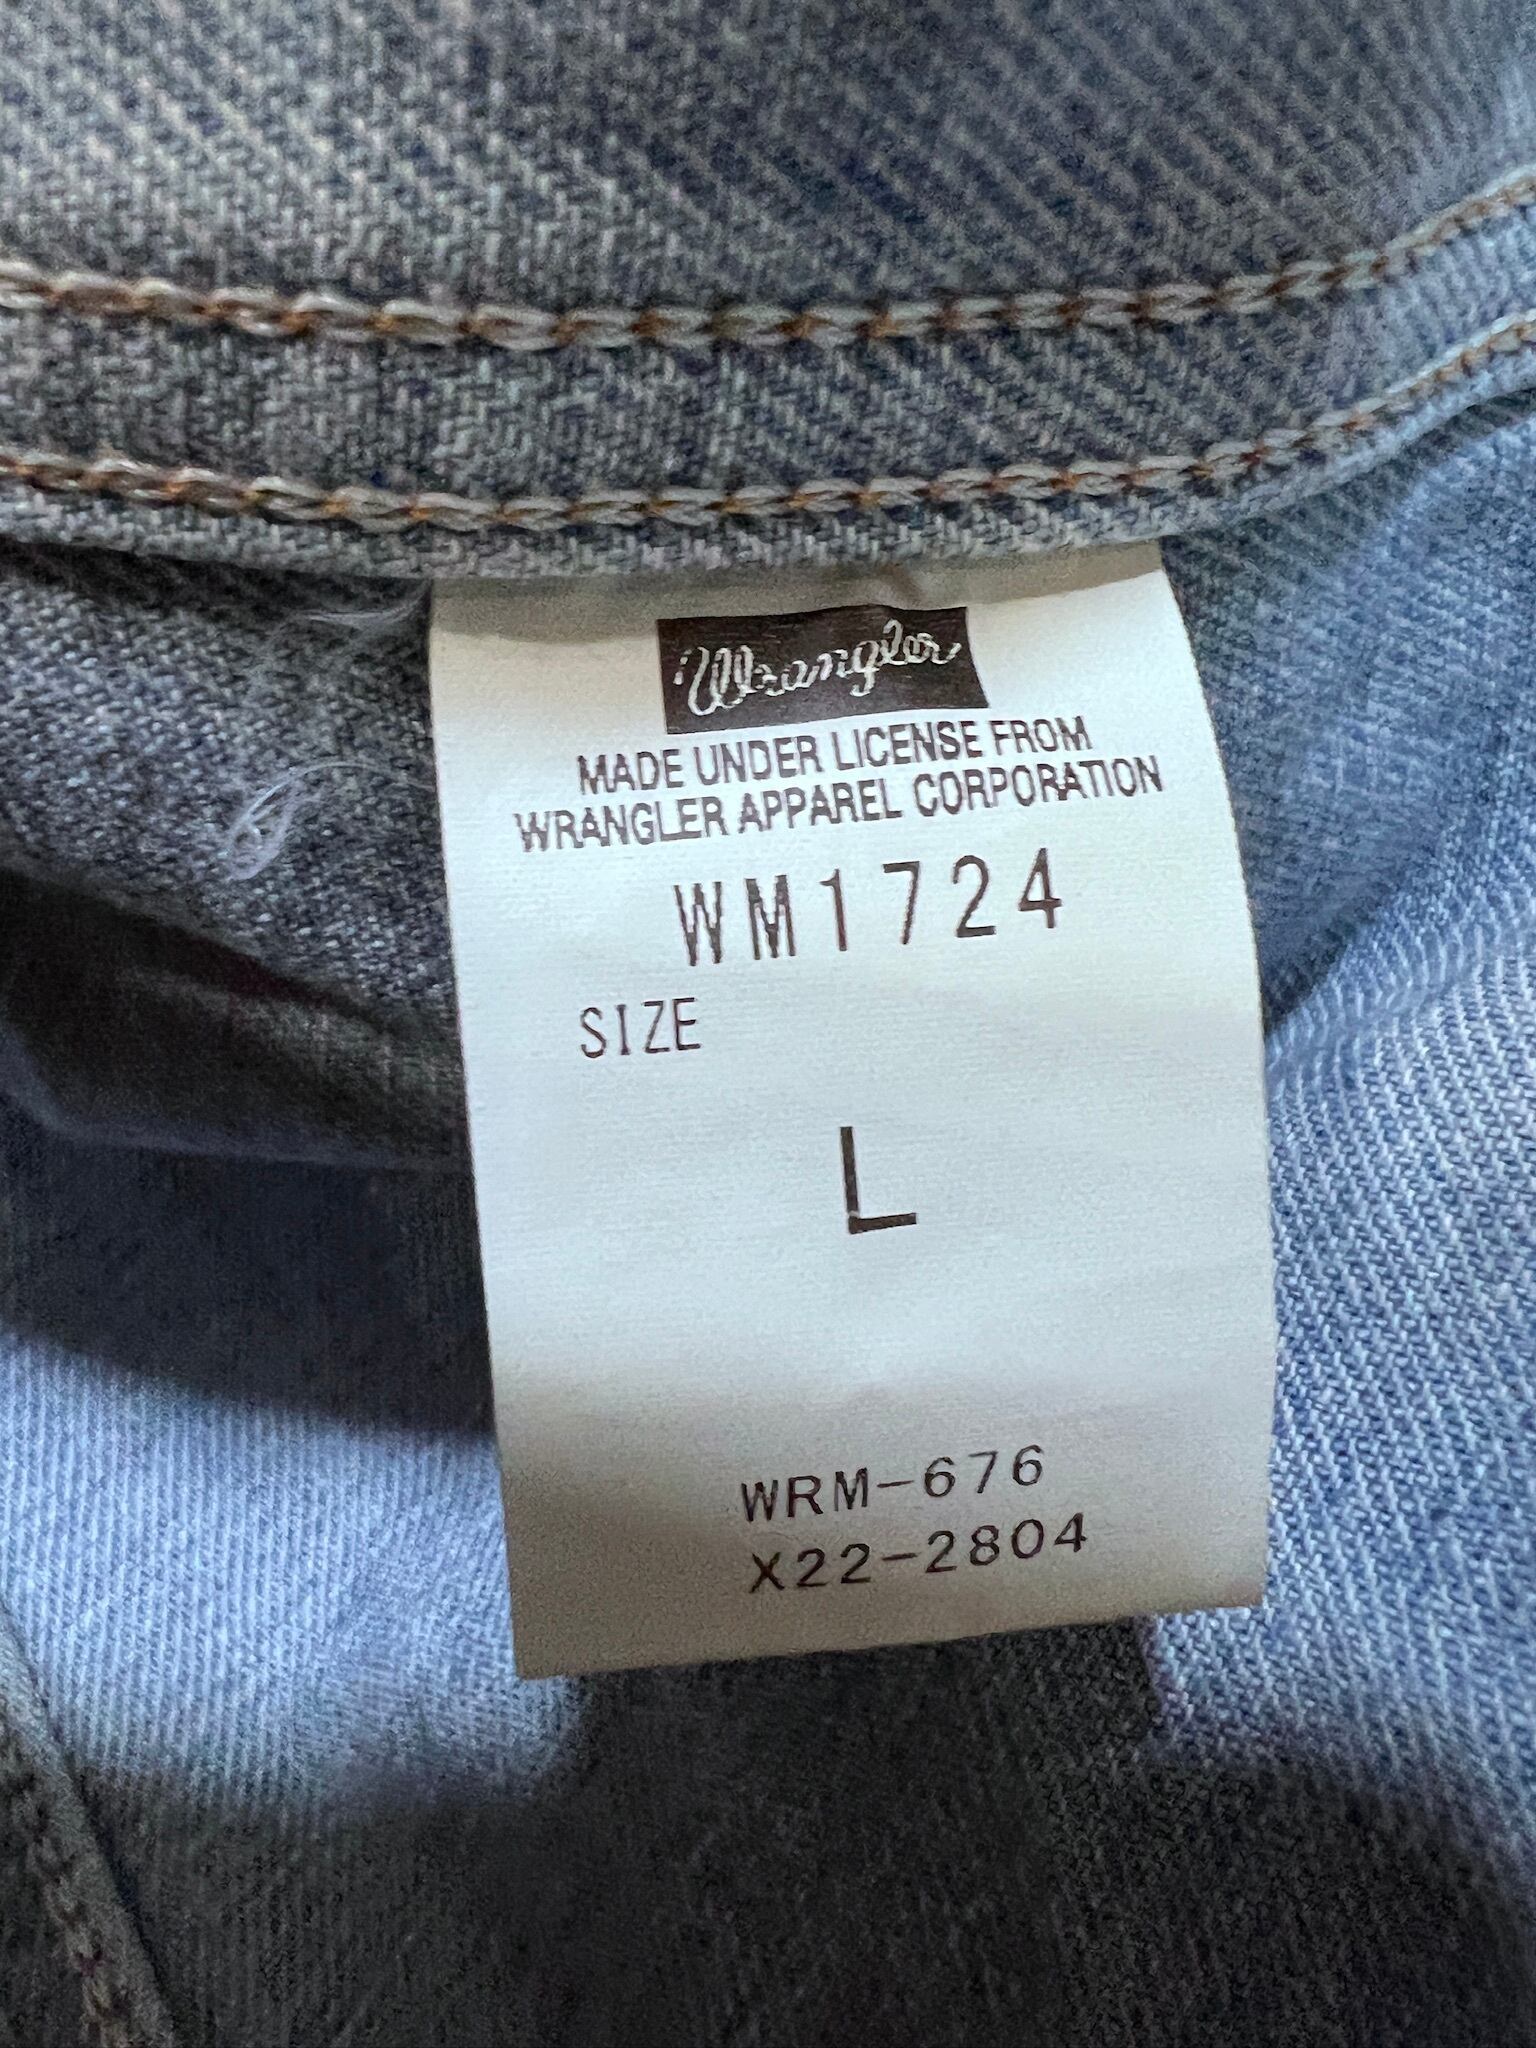 Wrangler
MADE UNDER LICENSE FROM
WRANGLER APPAREL CORPORATION
WM1724
SIZE
L
WRM-676
X22-2804